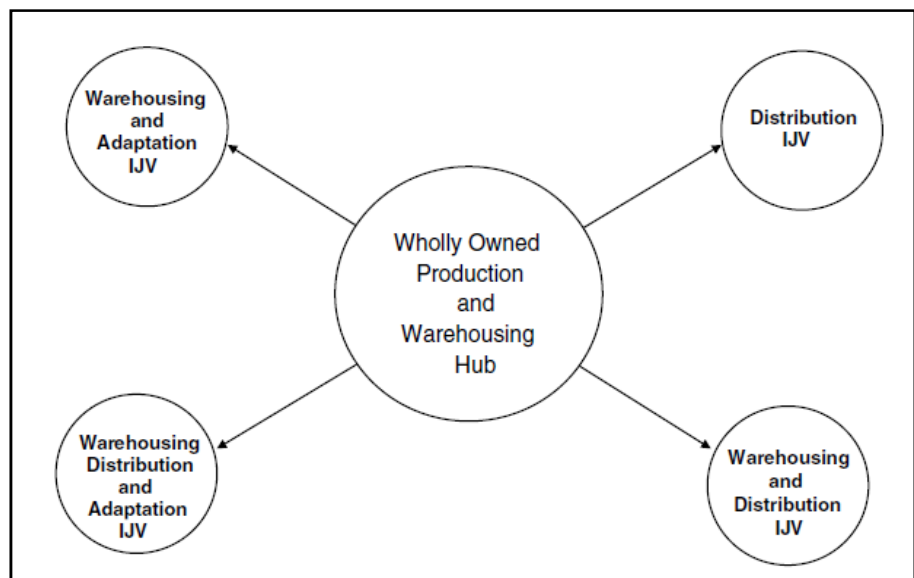 Warehousing
and
Adaptation
IJV
Distribution
IJV
Wholly Owned
Production
and
Warehousing
Hub
Warehousing
Distribution
and
Adaptation
IJV
Warehousing
and
Distribution
IJV